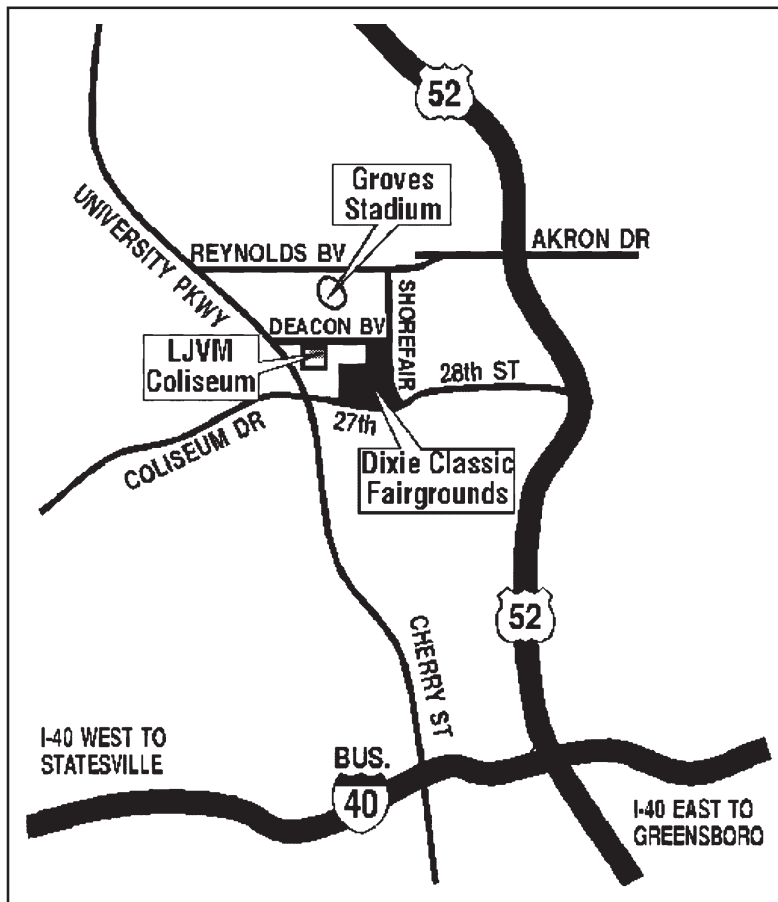 52
Groves
Stadium
UNIVERSITY PKWY
REYNOLDS BV
AKRON DR
SHOREFAIR
DEACON BV
LJVM
Coliseum
28th ST
27th
COLISEUM DR
Dixie Classic
Fairgrounds
52
CHERRY ST
I-40 WEST TO
STATESVILLE
BUS.
40
I-40 EAST TO
GREENSBORO